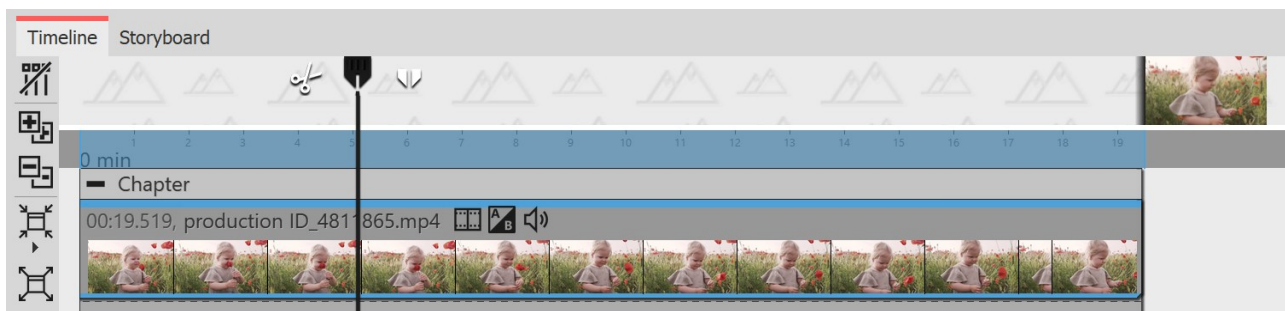 Timeline Storyboard
1 2 3 4 5 6 7 8 9 10 11 12 13 14 15 16 17 18 19
0 min
Chapter
00:19.519, production ID_4811865.mp4
A B